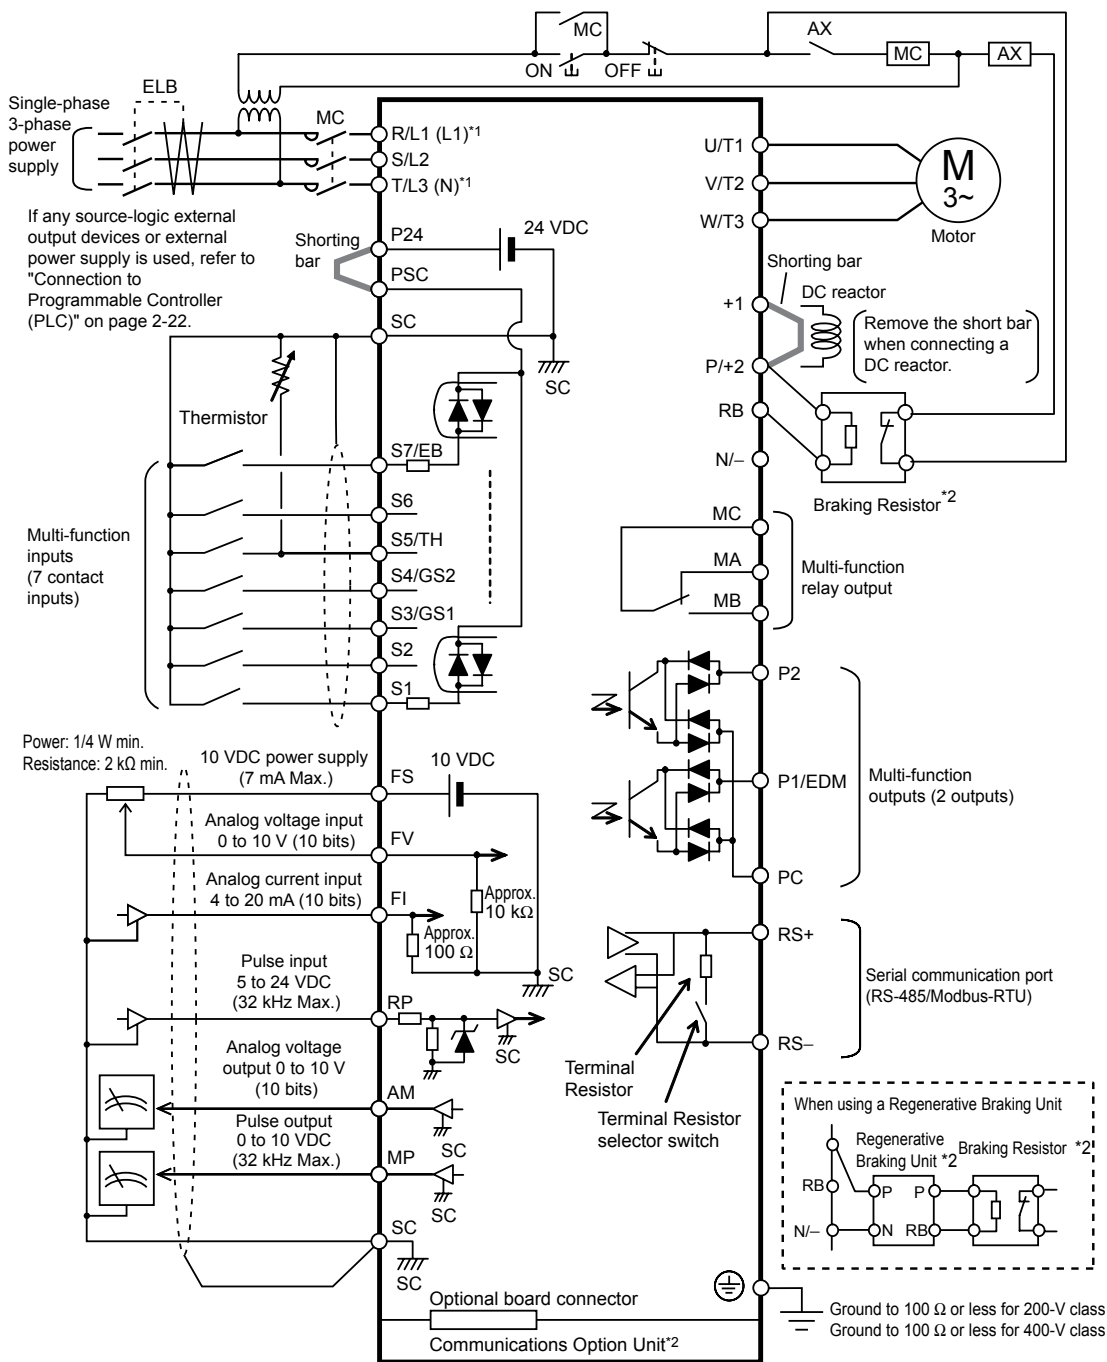 MC
ON
OFF
AX
MC
AX
ELB
Single-phase
3-phase
power
supply
MC
R/L1 (L1)*1
S/L2
T/L3 (N)*1
U/T1
V/T2
W/T3
M
3~
Motor
If any source-logic external
output devices or external
power supply is used, refer to
"Connection to
Programmable Controller
(PLC)" on page 2-22.
Shorting
bar
P24
24 VDC
PSC
SC
SC
Thermistor
Shorting bar
+1
DC reactor
Remove the short bar
when connecting a
DC reactor.
P/+2
RB
N/−
Braking Resistor*2
Multi-function
inputs
(7 contact
inputs)
S7/EB
S6
S5/TH
S4/GS2
S3/GS1
S2
S1
MC
MA
MB
Multi-function
relay output
P2
P1/EDM
PC
Multi-function
outputs (2 outputs)
Power: 1/4 W min.
Resistance: 2 kΩ min.
10 VDC power supply
(7 mA Max.)
FS
10 VDC
Analog voltage input
0 to 10 V (10 bits)
FV
Approx.
10 kΩ
Analog current input
4 to 20 mA (10 bits)
FI
Approx.
100 Ω
SC
Pulse input
5 to 24 VDC
(32 kHz Max.)
RP
SC
Analog voltage
output 0 to 10 V
(10 bits)
AM
SC
Pulse output
0 to 10 VDC
(32 kHz Max.)
MP
SC
SC
SC
RS+
RS−
Serial communication port
(RS-485/Modbus-RTU)
Terminal
Resistor
Terminal Resistor
selector switch
When using a Regenerative Braking Unit
Regenerative
Braking Unit *2
Braking Resistor *2
RB
P
P
N/−
N
RB
Optional board connector
Communications Option Unit*2
Ground to 100 Ω or less for 200-V class
Ground to 100 Ω or less for 400-V class